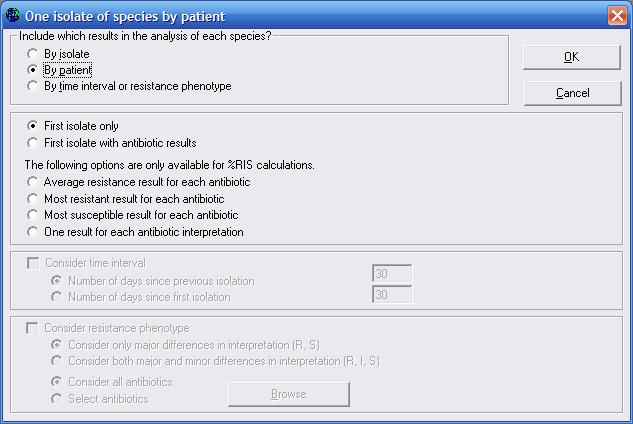 One isolate of species by patient
Include which results in the analysis of each species?
By isolate
By patient
By time interval or resistance phenotype
OK
Cancel
First isolate only
First isolate with antibiotic results
The following options are only available for %RIS calculations.
Average resistance result for each antibiotic
Most resistant result for each antibiotic
Most susceptible result for each antibiotic
One result for each antibiotic interpretation
Consider time interval
Number of days since previous isolation 30
Number of days since first isolation 30
Consider resistance phenotype
Consider only major differences in interpretation (R, S)
Consider both major and minor differences in interpretation (R, I, S)
Consider all antibiotics
Select antibiotics
Browse